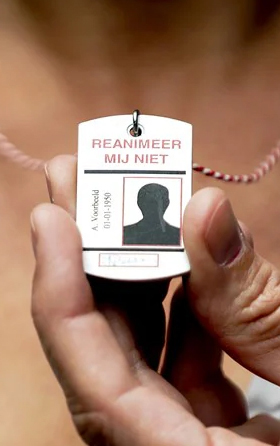 REANIMEER
MIJ NIET
A. Voorbeeld
01-01-1950